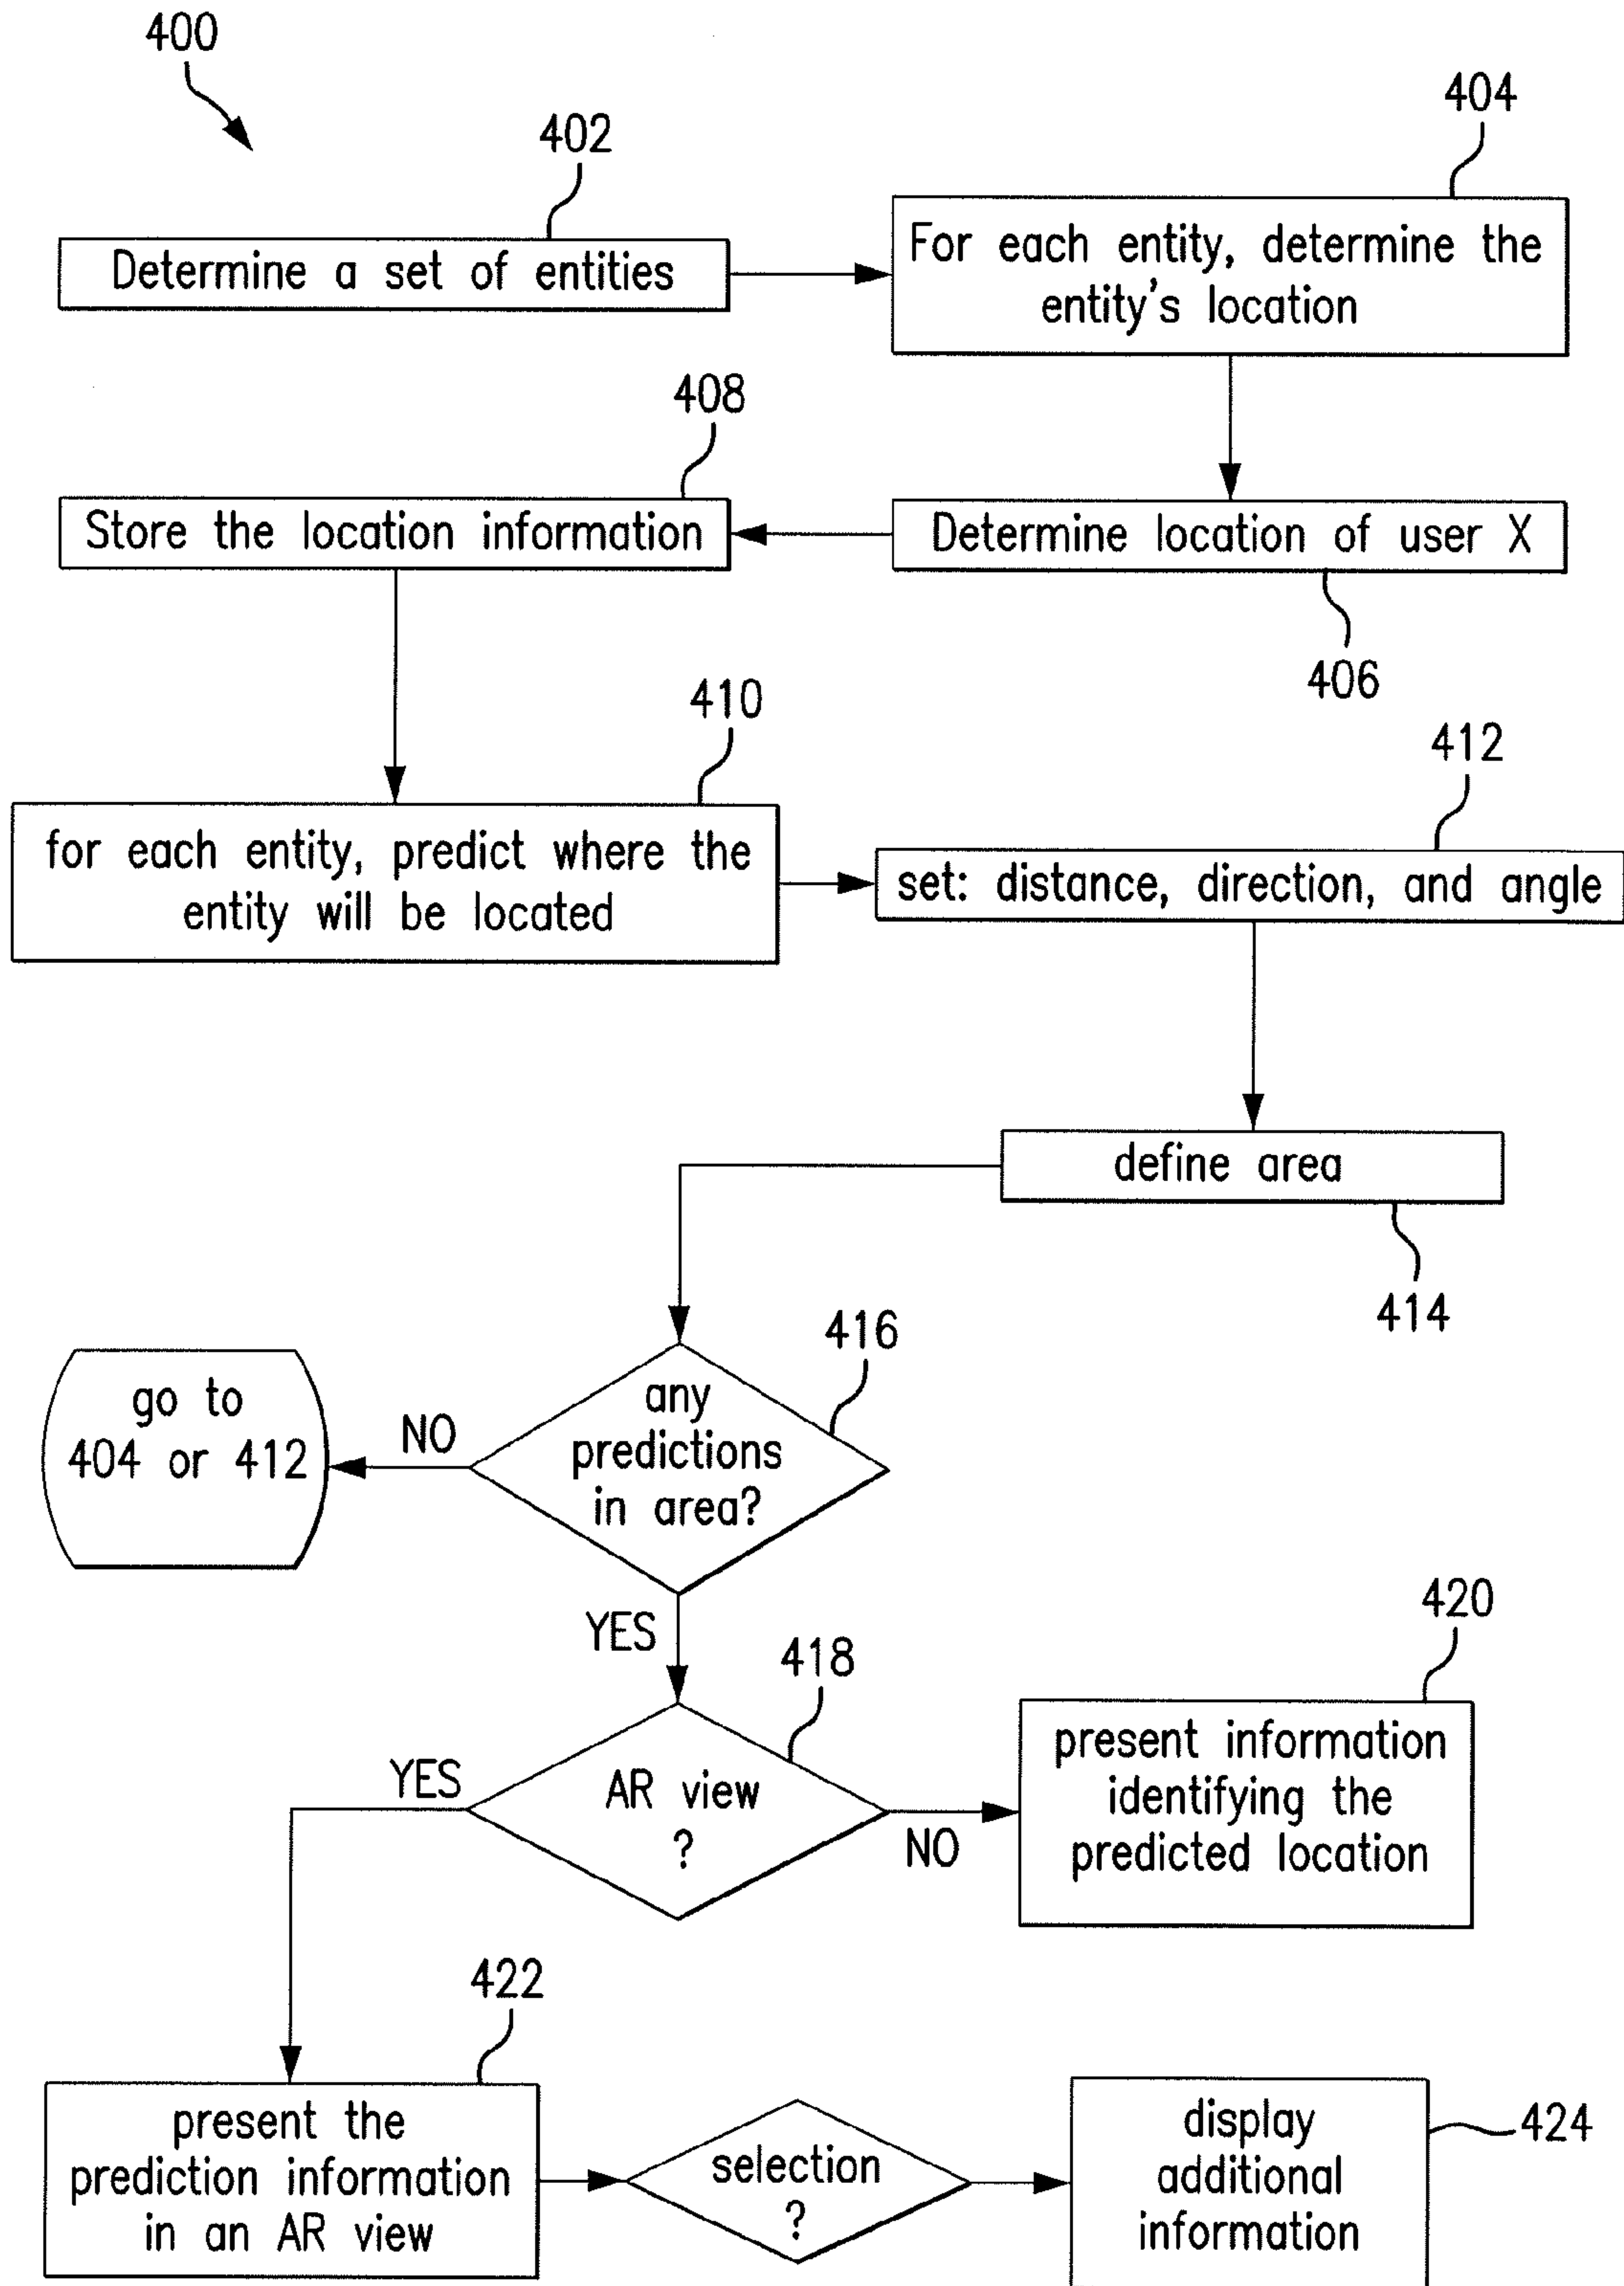 400
402
Determine a set of entities
404
For each entity, determine the
entity's location
408
Store the location information
Determine location of user X
406
410
for each entity, predict where the
entity will be located
412
set: distance, direction, and angle
define area
414
416
any
predictions
in area?
NO
go to
404 or 412
YES
418
AR view
?
YES
NO
420
present information
identifying the
predicted location
422
present the
prediction information
in an AR view
selection
?
display
additional
information
424